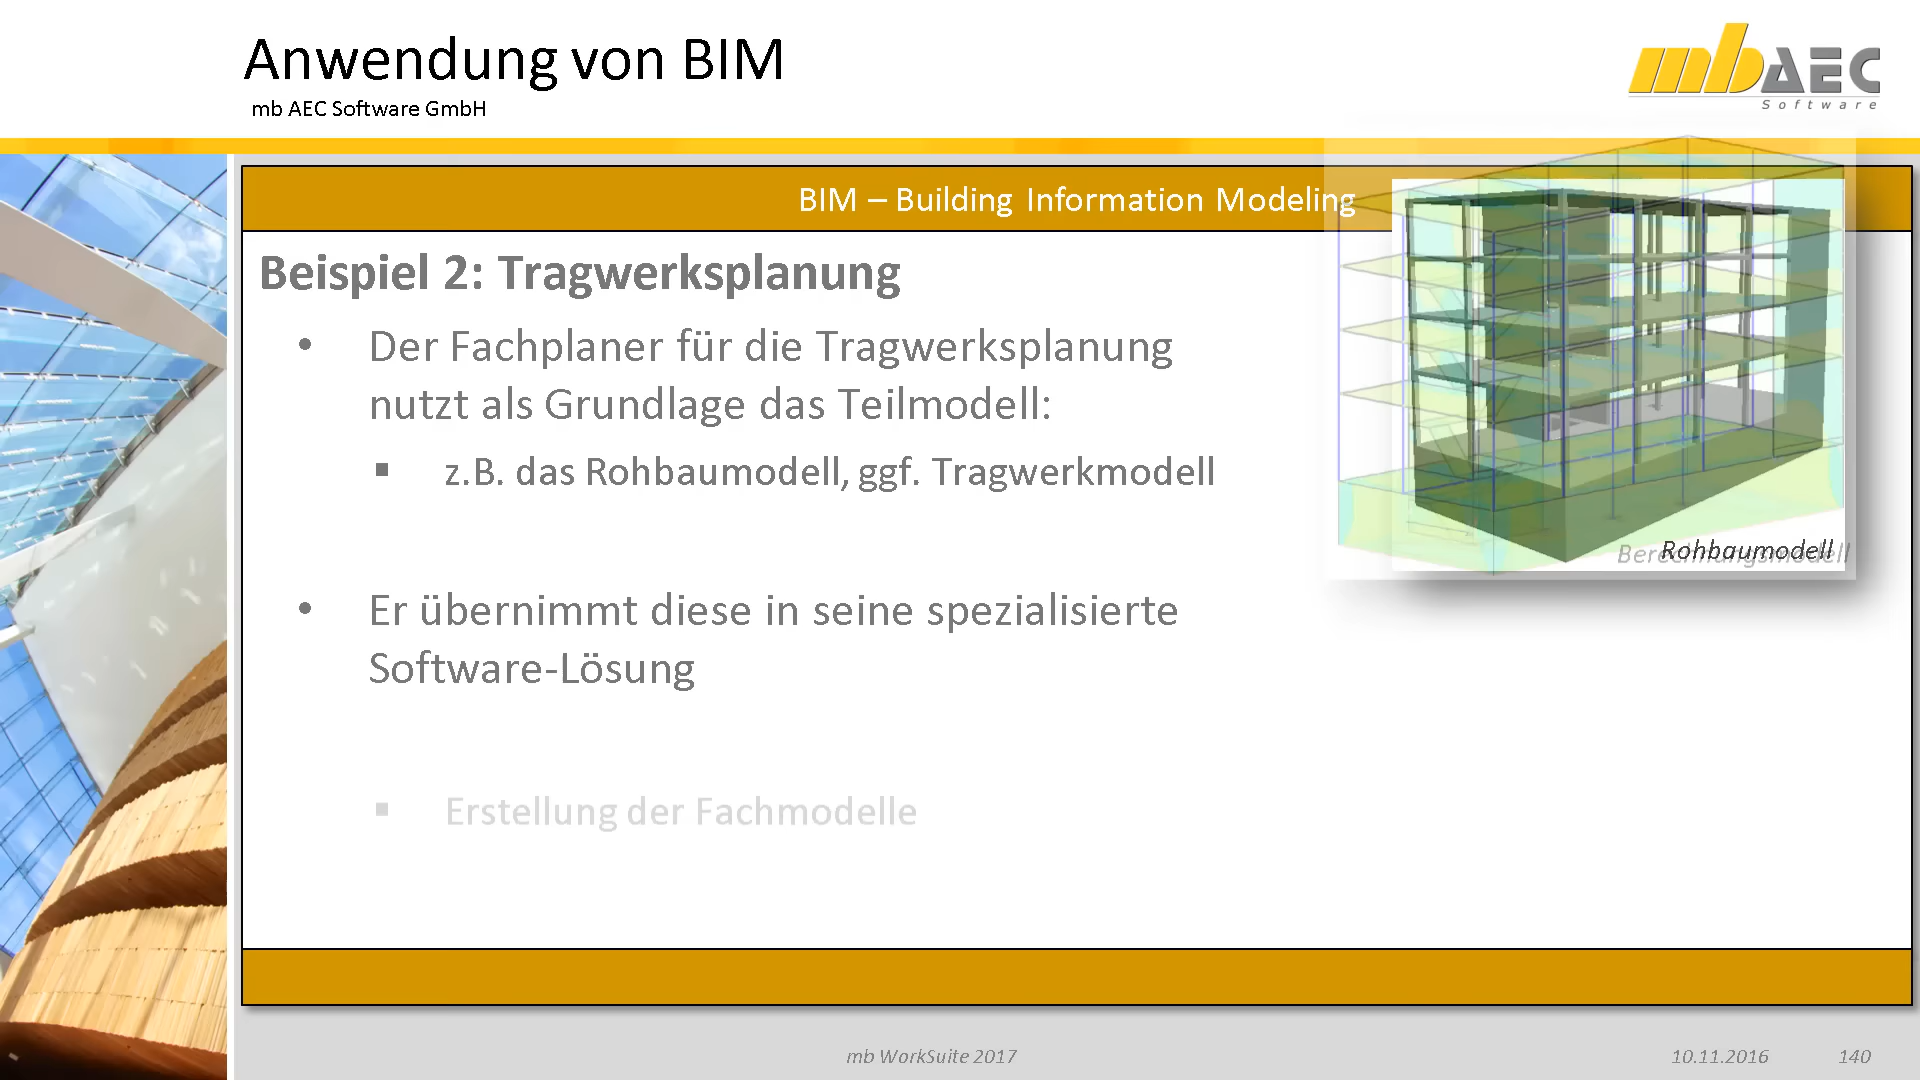 Anwendung von BIM
mb AEC Software GmbH
mb AEC
Software
BIM – Building Information Modeling
Beispiel 2: Tragwerksplanung
• Der Fachplaner für die Tragwerksplanung
nutzt als Grundlage das Teilmodell:
▪ z.B. das Rohbaumodell, ggf. Tragwerkmodell
Rohbaumodell
Berechnungsmodell
• Er übernimmt diese in seine spezialisierte
Software-Lösung
▪ Erstellung der Fachmodelle
mb WorkSuite 2017
10.11.2016
140